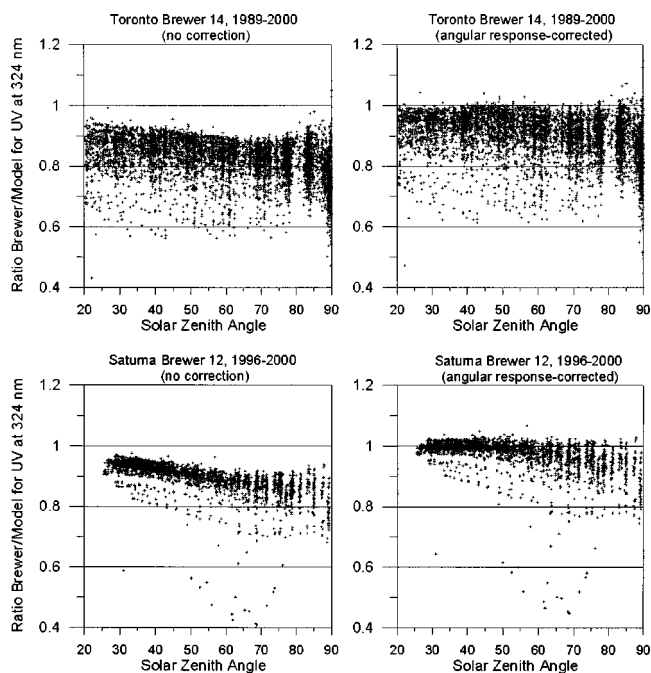 Toronto Brewer 14, 1989-2000
(no correction)
Toronto Brewer 14, 1989-2000
(angular response-corrected)
Ratio Brewer/Model for UV at 324 nm
1.2
1
0.8
0.6
0.4
20 30 40 50 60 70 80 90
Solar Zenith Angle
1.2
1
0.8
0.6
0.4
20 30 40 50 60 70 80 90
Solar Zenith Angle
Saturna Brewer 12, 1996-2000
(no correction)
Saturna Brewer 12, 1996-2000
(angular response-corrected)
Ratio Brewer/Model for UV at 324 nm
1.2
1
0.8
0.6
0.4
20 30 40 50 60 70 80 90
Solar Zenith Angle
1.2
1
0.8
0.6
0.4
20 30 40 50 60 70 80 90
Solar Zenith Angle